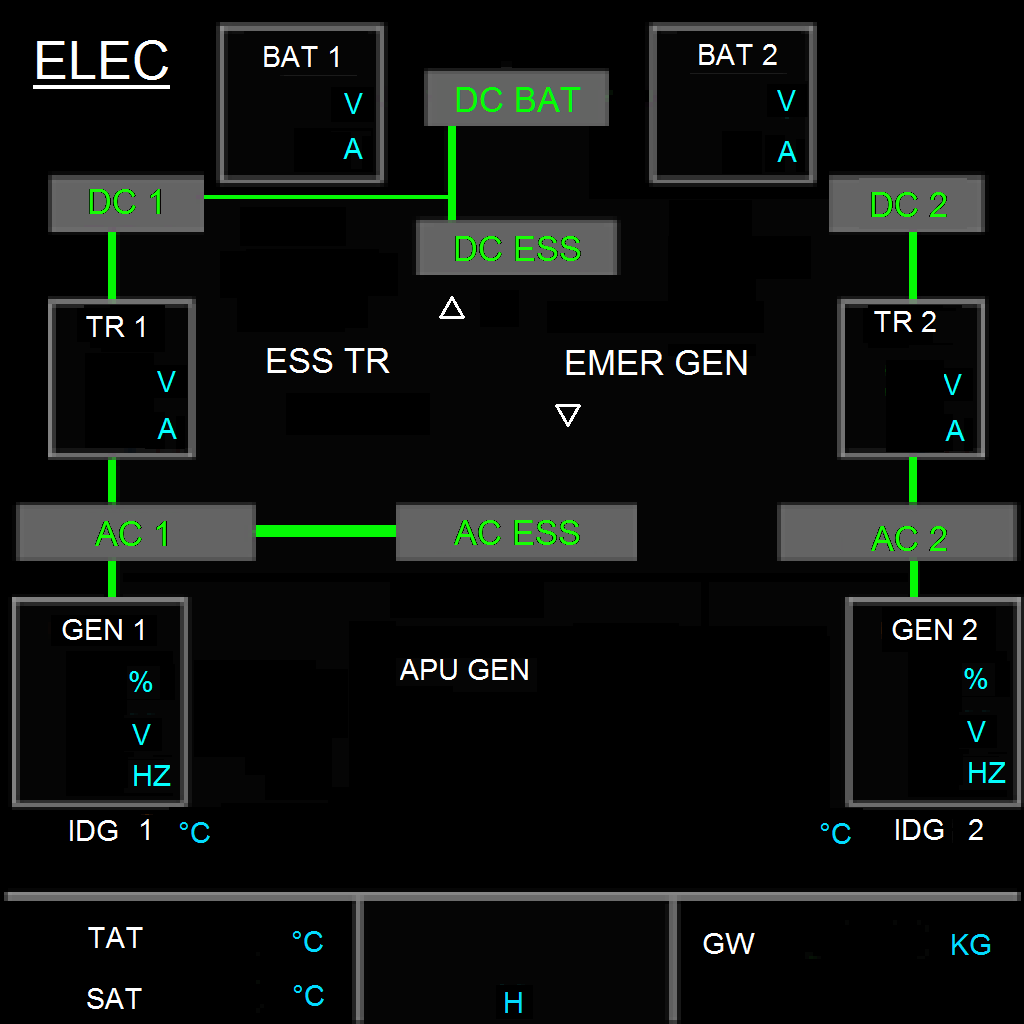 ELEC
BAT 1
V
A
DC BAT
BAT 2
V
A
DC 1
DC ESS
DC 2
TR 1
V
A
ESS TR
EMER GEN
TR 2
V
A
AC 1
AC ESS
AC 2
GEN 1
%
V
HZ
APU GEN
GEN 2
%
V
HZ
IDG 1 °C
°C IDG 2
TAT °C
SAT °C
H
GW KG